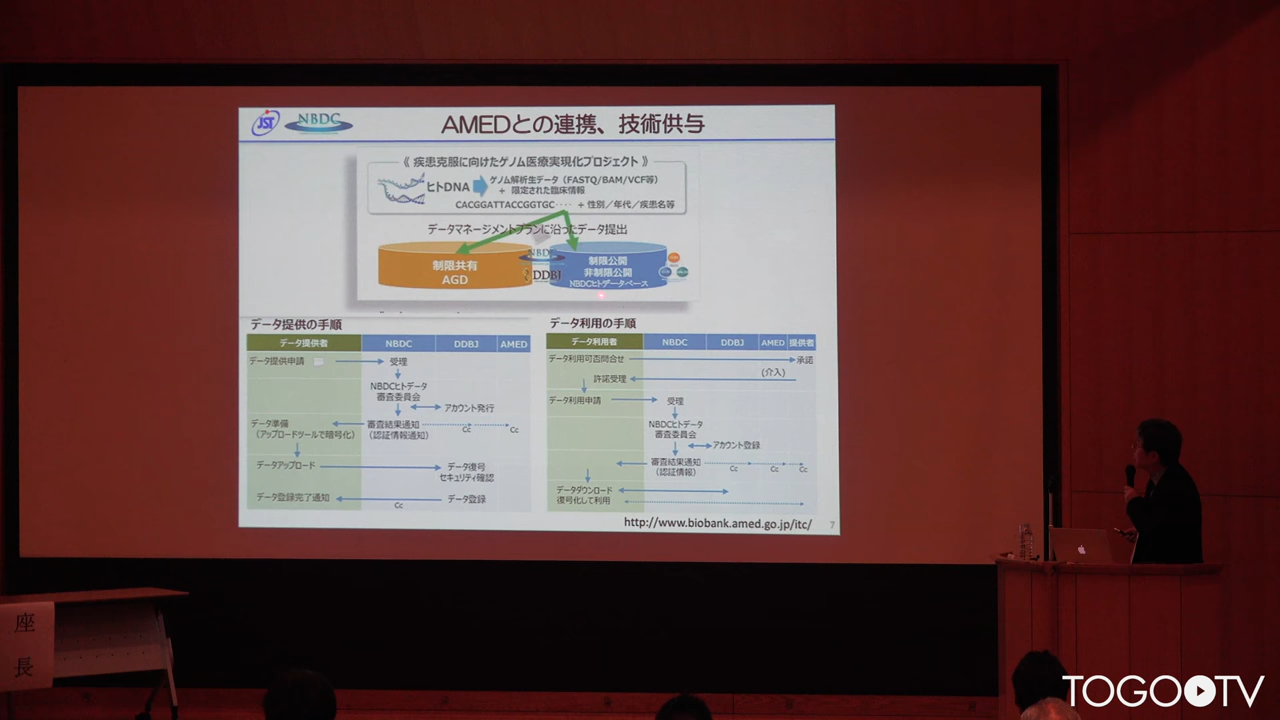 JST
NBDC
AMEDとの連携、技術供与
《 疾患克服に向けたゲノム医療実現化プロジェクト 》
ヒトDNA
ゲノム解析生データ（FASTQ/BAM/VCF等）
+ 限定された臨床情報
CACGGATTACCGGTGC‥‥ + 性別／年代／疾患名等
データマネージメントプランに沿ったデータ提出
制限共有
AGD
NBDC
DDBJ
制限公開
非制限公開
NBDCヒトデータベース
データ提供の手順
データ提供者 NBDC DDBJ AMED
データ提供申請 受理
NBDCヒトデータ
審査委員会
アカウント発行
データ準備
（アップロードツールで暗号化）
審査結果通知
（認証情報通知）
Cc Cc
データアップロード
データ復号
セキュリティ確認
データ登録完了通知 データ登録
Cc
データ利用の手順
データ利用者 NBDC DDBJ AMED 提供者
データ利用可否問合せ 承諾
(介入)
許諾受理
データ利用申請 受理
NBDCヒトデータ
審査委員会
アカウント登録
審査結果通知
（認証情報）
Cc Cc Cc
データダウンロード
復号化して利用
http://www.biobank.amed.go.jp/itc/
7
座長
TOGOTV